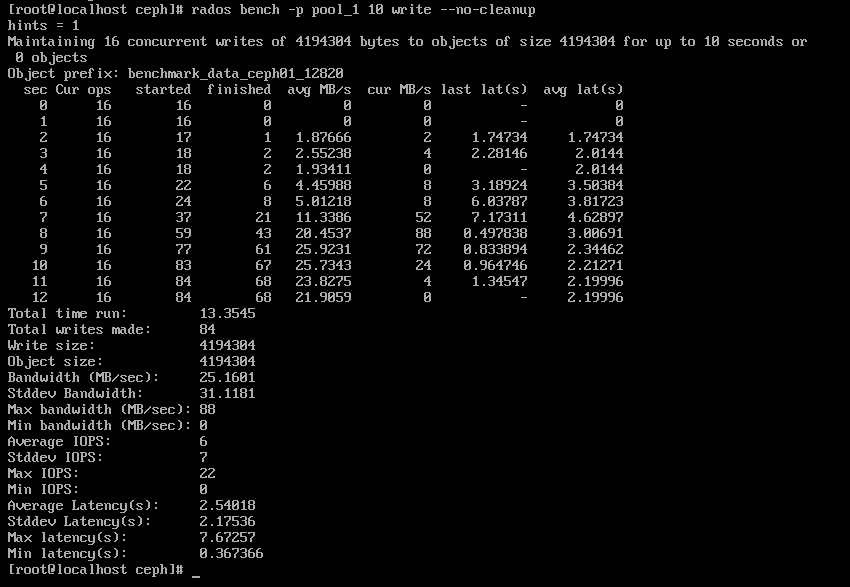 [root@localhost ceph]# rados bench -p pool_1 10 write --no-cleanup
hints = 1
Maintaining 16 concurrent writes of 4194304 bytes to objects of size 4194304 for up to 10 seconds or
 0 objects
Object prefix: benchmark_data_ceph01_12820
  sec Cur ops   started  finished  avg MB/s  cur MB/s last lat(s)  avg lat(s)
    0      16        16         0         0         0           -           0
    1      16        16         0         0         0           -           0
    2      16        17         1   1.87666         2     1.74734     1.74734
    3      16        18         2   2.55238         4     2.28146      2.0144
    4      16        18         2   1.93411         0           -      2.0144
    5      16        22         6   4.45988         8     3.18924     3.50384
    6      16        24         8   5.01218         8     6.03787     3.81723
    7      16        37        21   11.3386        52     7.17311     4.62897
    8      16        59        43   20.4537        88    0.497838     3.00691
    9      16        77        61   25.9231        72    0.833894     2.34462
   10      16        83        67   25.7343        24    0.964746     2.21271
   11      16        84        68   23.8275         4     1.34547     2.19996
   12      16        84        68   21.9059         0           -     2.19996
Total time run:         13.3545
Total writes made:      84
Write size:             4194304
Object size:            4194304
Bandwidth (MB/sec):     25.1601
Stddev Bandwidth:       31.1181
Max bandwidth (MB/sec): 88
Min bandwidth (MB/sec): 0
Average IOPS:           6
Stddev IOPS:            7
Max IOPS:               22
Min IOPS:               0
Average Latency(s):     2.54018
Stddev Latency(s):      2.17536
Max latency(s):         7.67257
Min latency(s):         0.367366
[root@localhost ceph]# _